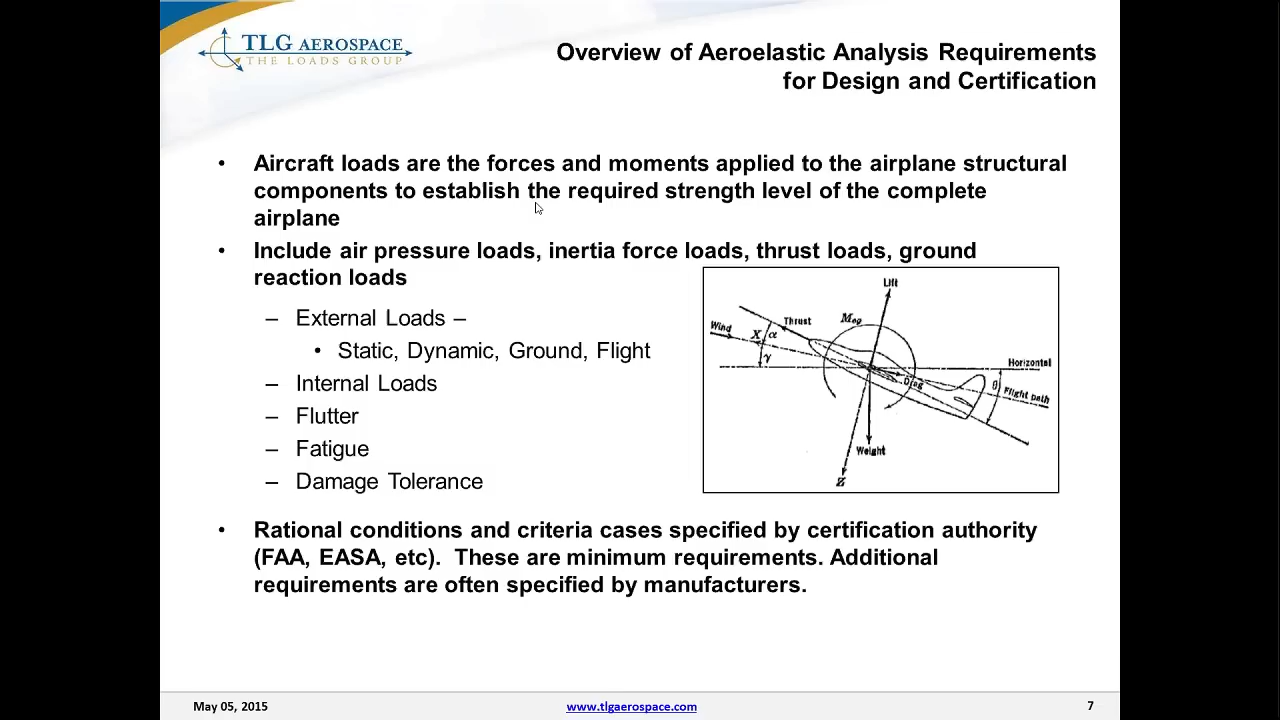 TLG AEROSPACE
THE LOADS GROUP
Overview of Aeroelastic Analysis Requirements
for Design and Certification
• Aircraft loads are the forces and moments applied to the airplane structural
components to establish the required strength level of the complete
airplane
• Include air pressure loads, inertia force loads, thrust loads, ground
reaction loads
– External Loads –
• Static, Dynamic, Ground, Flight
– Internal Loads
– Flutter
– Fatigue
– Damage Tolerance
Lift
Thrust
Mcg
Wind
X
α
γ
Horizontal
Drag
θ
Flight path
Weight
Z
• Rational conditions and criteria cases specified by certification authority
(FAA, EASA, etc).  These are minimum requirements. Additional
requirements are often specified by manufacturers.
May 05, 2015
www.tlgaerospace.com
7